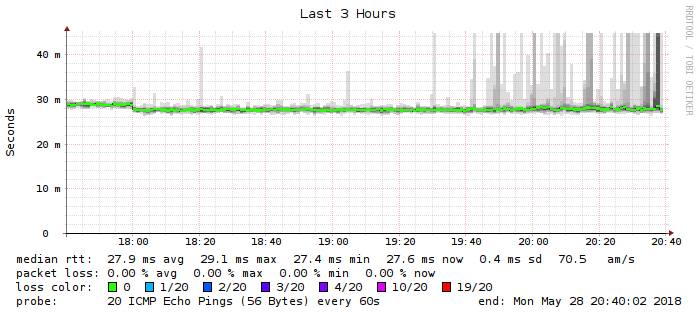 Last 3 Hours
RRDTOOL / TOBI OETIKER
Seconds
40 m
30 m
20 m
10 m
0
18:00 18:20 18:40 19:00 19:20 19:40 20:00 20:20 20:40
median rtt: 27.9 ms avg 29.1 ms max 27.4 ms min 27.6 ms now 0.4 ms sd 70.5 am/s
packet loss: 0.00 % avg 0.00 % max 0.00 % min 0.00 % now
loss color: 0 1/20 2/20 3/20 4/20 10/20 19/20
probe: 20 ICMP Echo Pings (56 Bytes) every 60s end: Mon May 28 20:40:02 2018